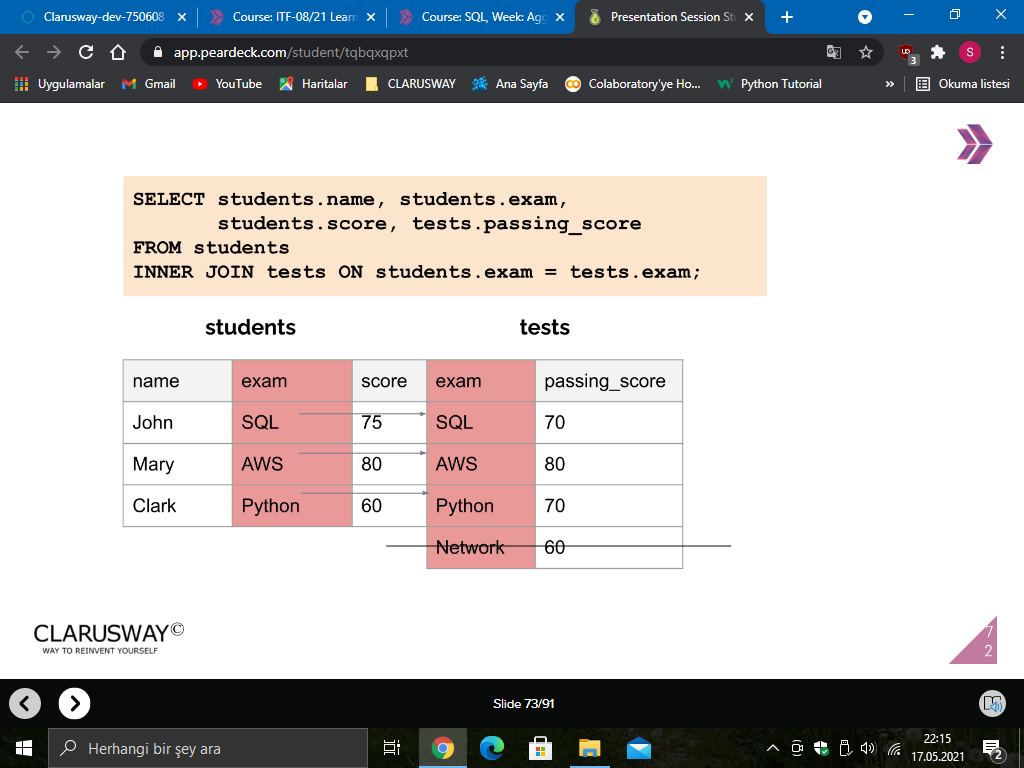 Clarusway-dev-750608
Course: ITF-08/21 Learn
Course: SQL, Week: Agg
Presentation Session St
app.peardeck.com/student/tqbqxqpxt
3
S
Uygulamalar
Gmail
YouTube
Haritalar
CLARUSWAY
Ana Sayfa
Colaboratory'ye Ho...
Python Tutorial
»
Okuma listesi
SELECT students.name, students.exam,
students.score, tests.passing_score
FROM students
INNER JOIN tests ON students.exam = tests.exam;
students tests
name exam score exam passing_score
John SQL 75 SQL 70
Mary AWS 80 AWS 80
Clark Python 60 Python 70
Network 60
CLARUSWAY©
WAY TO REINVENT YOURSELF
7
2
Slide 73/91
Herhangi bir şey ara
22:15
17.05.2021
2